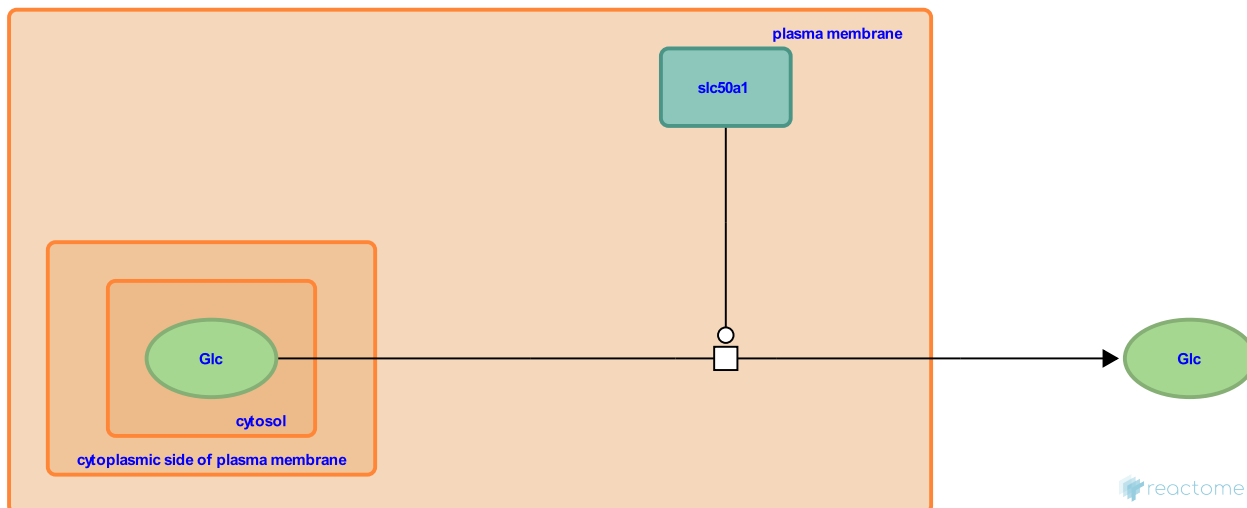 plasma membrane
slc50a1
Glc
Glc
cytosol
cytoplasmic side of plasma membrane
reactome